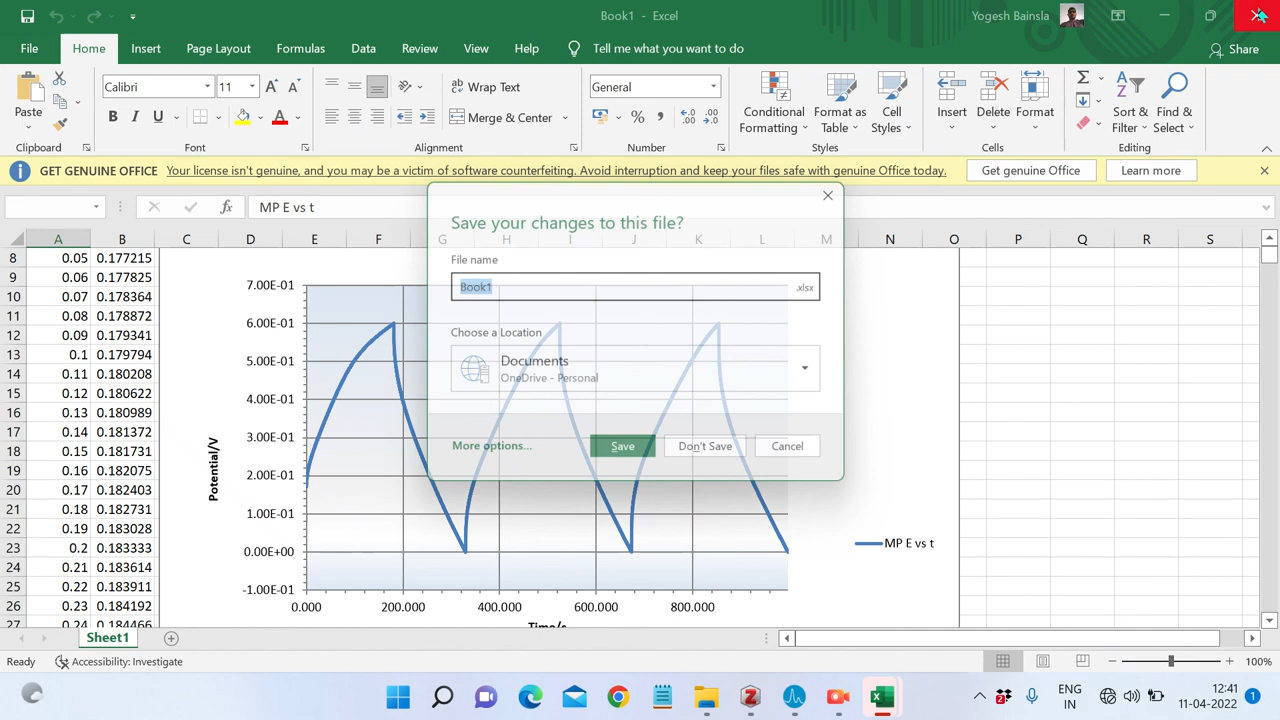 Book1 - Excel
Yogesh Bainsla
File Home Insert Page Layout Formulas Data Review View Help Tell me what you want to do Share
Calibri 11 Wrap Text General
Paste Merge & Center Conditional Formatting Format as Table Cell Styles Insert Delete Format Sort & Filter Find & Select
Clipboard Font Alignment Number Styles Cells Editing
GET GENUINE OFFICE Your license isn't genuine, and you may be a victim of software counterfeiting. Avoid interruption and keep your files safe with genuine Office today. Get genuine Office Learn more
fx MP E vs t
A B C D E F G H I J K L M N O P Q R S
8 0.05 0.177215
9 0.06 0.177825
10 0.07 0.178364
11 0.08 0.178872
12 0.09 0.179341
13 0.1 0.179794
14 0.11 0.180208
15 0.12 0.180622
16 0.13 0.180989
17 0.14 0.181372
18 0.15 0.181731
19 0.16 0.182075
20 0.17 0.182403
21 0.18 0.182731
22 0.19 0.183028
23 0.2 0.183333
24 0.21 0.183614
25 0.22 0.183911
26 0.23 0.184192
27 0.24 0.184466
7.00E-01
6.00E-01
5.00E-01
4.00E-01
3.00E-01
2.00E-01
1.00E-01
0.00E+00
-1.00E-01
Potential/V
0.000 200.000 400.000 600.000 800.000
Time/s
MP E vs t
Save your changes to this file?
File name
Book1 .xlsx
Choose a Location
Documents
OneDrive - Personal
More options... Save Don't Save Cancel
Sheet1
Ready Accessibility: Investigate 100%
ENG
IN
12:41
11-04-2022
2
1